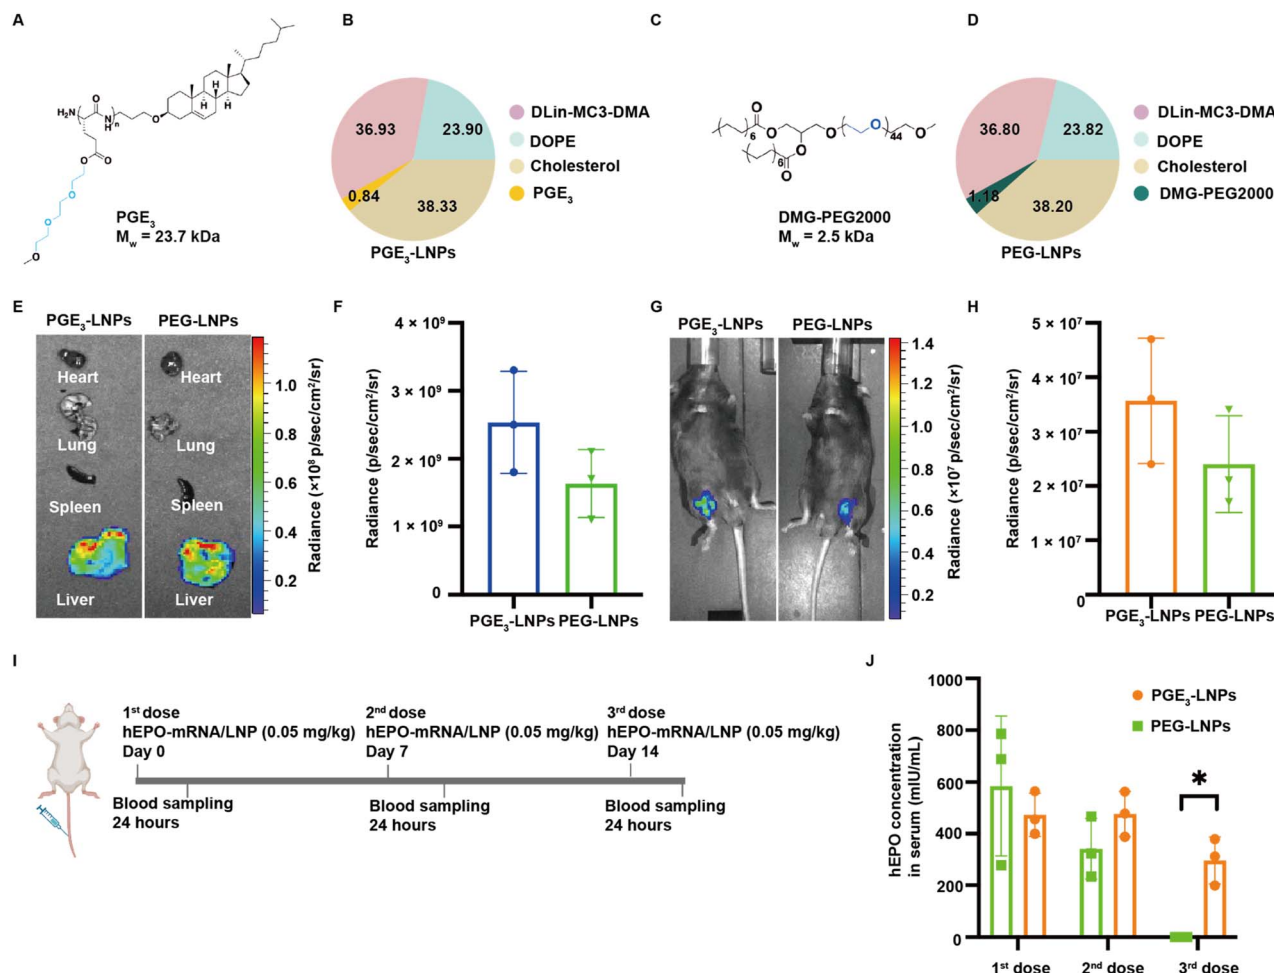 A
H₂N
O
N
H
n
O
H
H
H
O
O
O
O
O
O
PGE₃
Mw = 23.7 kDa
B
36.93
23.90
0.84
38.33
DLin-MC3-DMA
DOPE
Cholesterol
PGE₃
PGE₃-LNPs
C
O
6
O
O
O
44
O
6
O
O
DMG-PEG2000
Mw = 2.5 kDa
D
36.80
23.82
1.18
38.20
DLin-MC3-DMA
DOPE
Cholesterol
DMG-PEG2000
PEG-LNPs
E
PGE₃-LNPs PEG-LNPs
Heart Heart
Lung Lung
Spleen Spleen
Liver Liver
1.0
0.8
0.6
0.4
0.2
Radiance (×10⁸ p/sec/cm²/sr)
F
4 × 10⁹
3 × 10⁹
2 × 10⁹
1 × 10⁹
0
Radiance (p/sec/cm²/sr)
PGE₃-LNPs PEG-LNPs
G
PGE₃-LNPs PEG-LNPs
1.4
1.2
1.0
0.8
0.6
0.4
0.2
Radiance (×10⁷ p/sec/cm²/sr)
H
5 × 10⁷
4 × 10⁷
3 × 10⁷
2 × 10⁷
1 × 10⁷
0
Radiance (p/sec/cm²/sr)
PGE₃-LNPs PEG-LNPs
I
1ˢᵗ dose
hEPO-mRNA/LNP (0.05 mg/kg)
Day 0
2ⁿᵈ dose
hEPO-mRNA/LNP (0.05 mg/kg)
Day 7
3ʳᵈ dose
hEPO-mRNA/LNP (0.05 mg/kg)
Day 14
Blood sampling
24 hours
Blood sampling
24 hours
Blood sampling
24 hours
J
1000
800
600
400
200
0
hEPO concentration
in serum (mIU/mL)
PGE₃-LNPs
PEG-LNPs
*
1ˢᵗ dose 2ⁿᵈ dose 3ʳᵈ dose